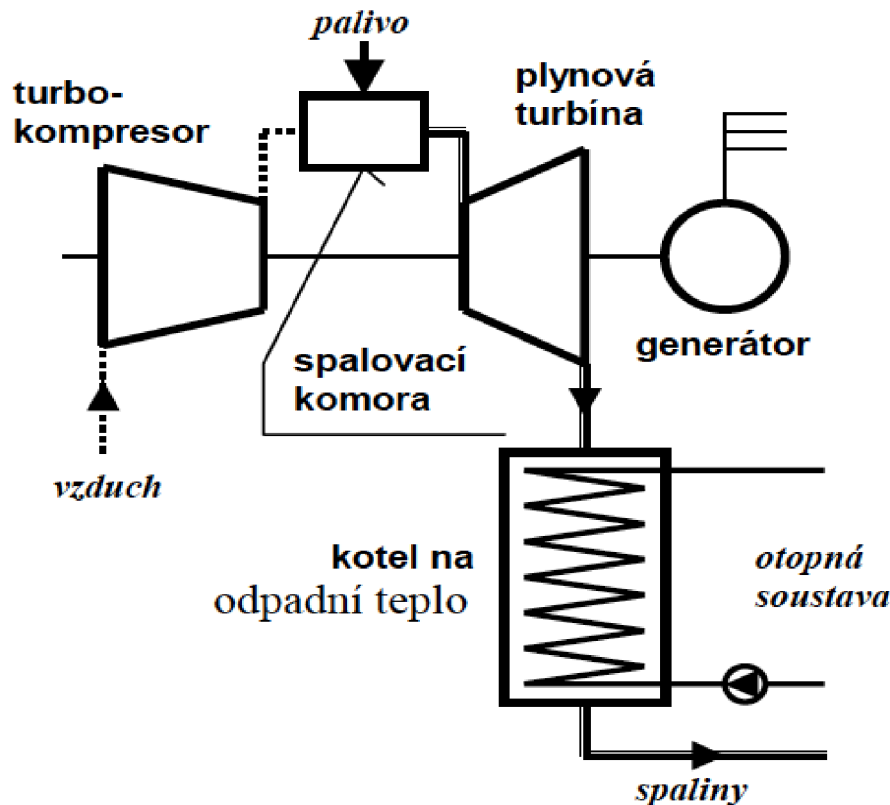 palivo
turbo-
kompresor
plynová
turbína
generátor
spalovací
komora
vzduch
kotel na
odpadní teplo
otopná
soustava
spaliny